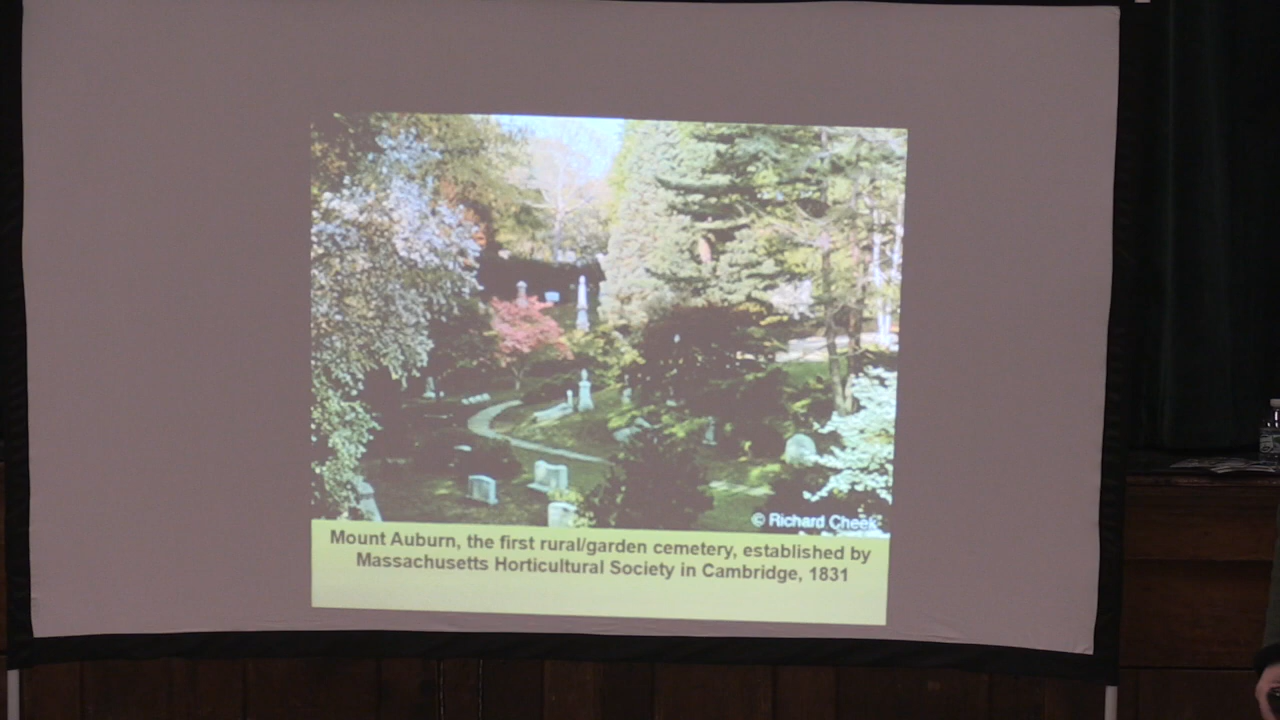 © Richard Cheek
Mount Auburn, the first rural/garden cemetery, established by
Massachusetts Horticultural Society in Cambridge, 1831